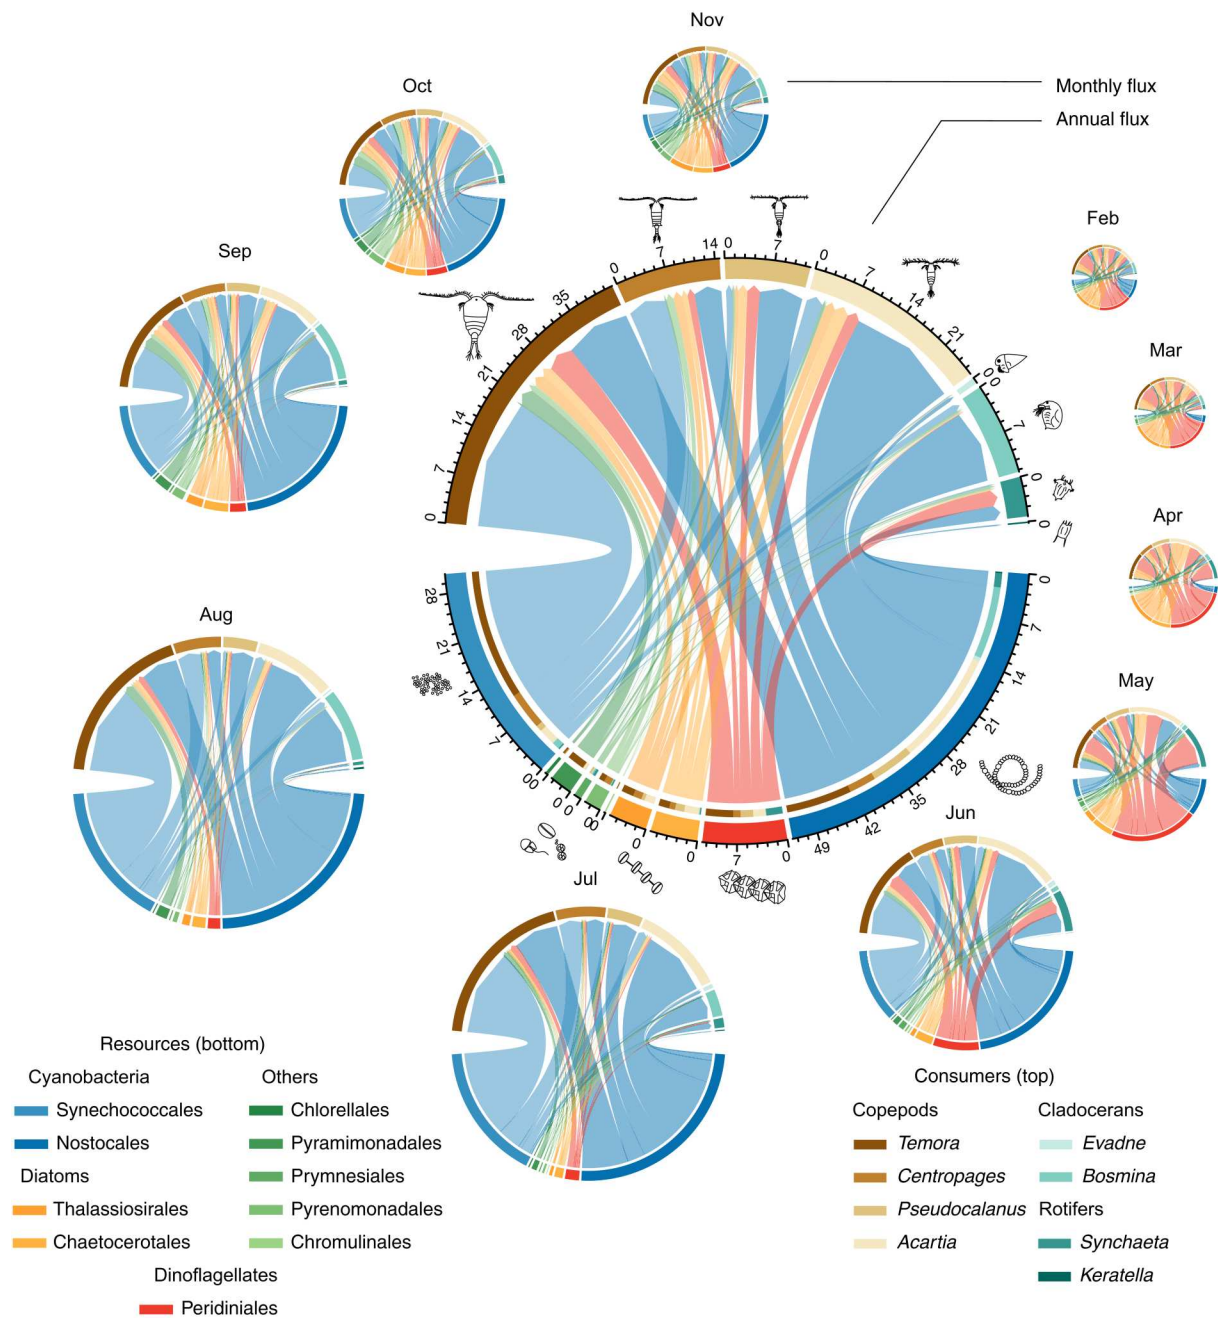 Nov
Oct
Monthly flux
Annual flux
Feb
Sep
Mar
Apr
Aug
May
Jun
Jul
0 7 14 21 28 35
0 7 14
0 7
0 7 14 21
0
0 7
0
0
0 7 14 21 28 35 42 49
0 7
0
0
0 0
0 0
0 0
7 14 21 28
Resources (bottom)
Cyanobacteria
Others
Synechococcales
Chlorellales
Nostocales
Pyramimonadales
Diatoms
Prymnesiales
Thalassiosirales
Pyrenomonadales
Chaetocerotales
Chromulinales
Dinoflagellates
Peridiniales
Consumers (top)
Copepods
Cladocerans
Temora
Evadne
Centropages
Bosmina
Pseudocalanus
Rotifers
Acartia
Synchaeta
Keratella